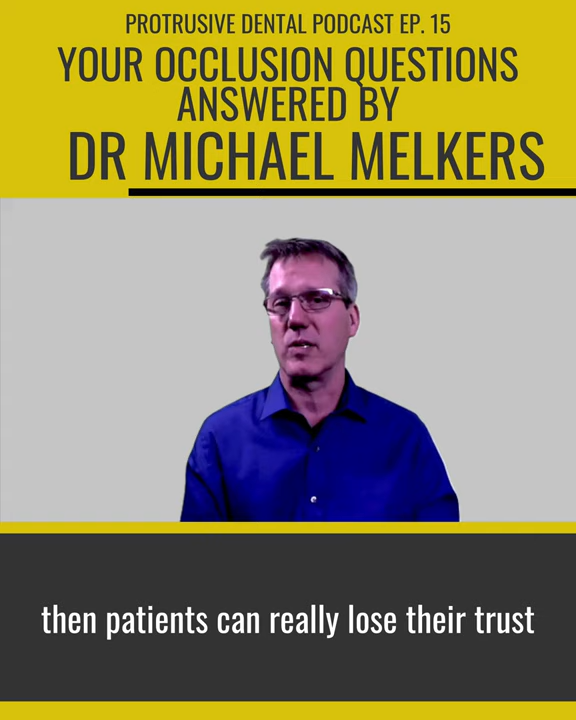 PROTRUSIVE DENTAL PODCAST EP. 15
YOUR OCCLUSION QUESTIONS
ANSWERED BY
DR MICHAEL MELKERS
then patients can really lose their trust